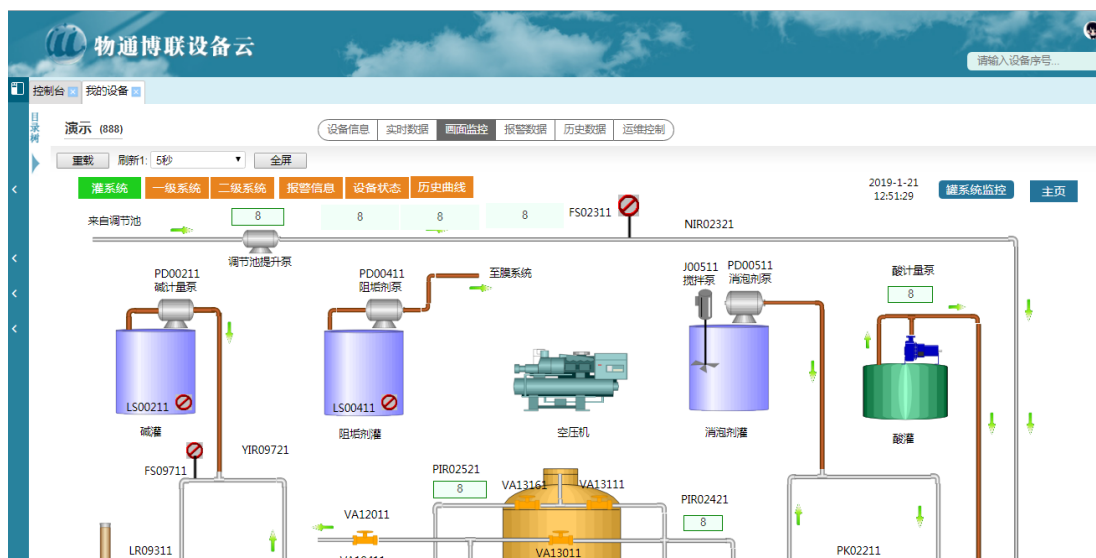 物通博联设备云
请输入设备序号...
控制台 我的设备
目录树
演示 (888)
设备信息 实时数据 画面监控 报警数据 历史数据 运维控制
重载 刷新1: 5秒 全屏
灌系统 一级系统 二级系统 报警信息 设备状态 历史曲线
2019-1-21
12:51:29
罐系统监控 主页
来自调节池 8 8 8 8 FS02311
NIR02321
调节池提升泵
PD00211
碱计量泵
PD00411
阻垢剂泵
至膜系统
J00511
搅拌泵
PD00511
消泡剂泵
酸计量泵
8
LS00211
LS00411
碱灌
阻垢剂灌
空压机
消泡剂灌
酸灌
YIR09721
FS09711
PIR02521
8
VA13161
VA13111
PIR02421
8
VA12011
LR09311
VA13011
PK02211